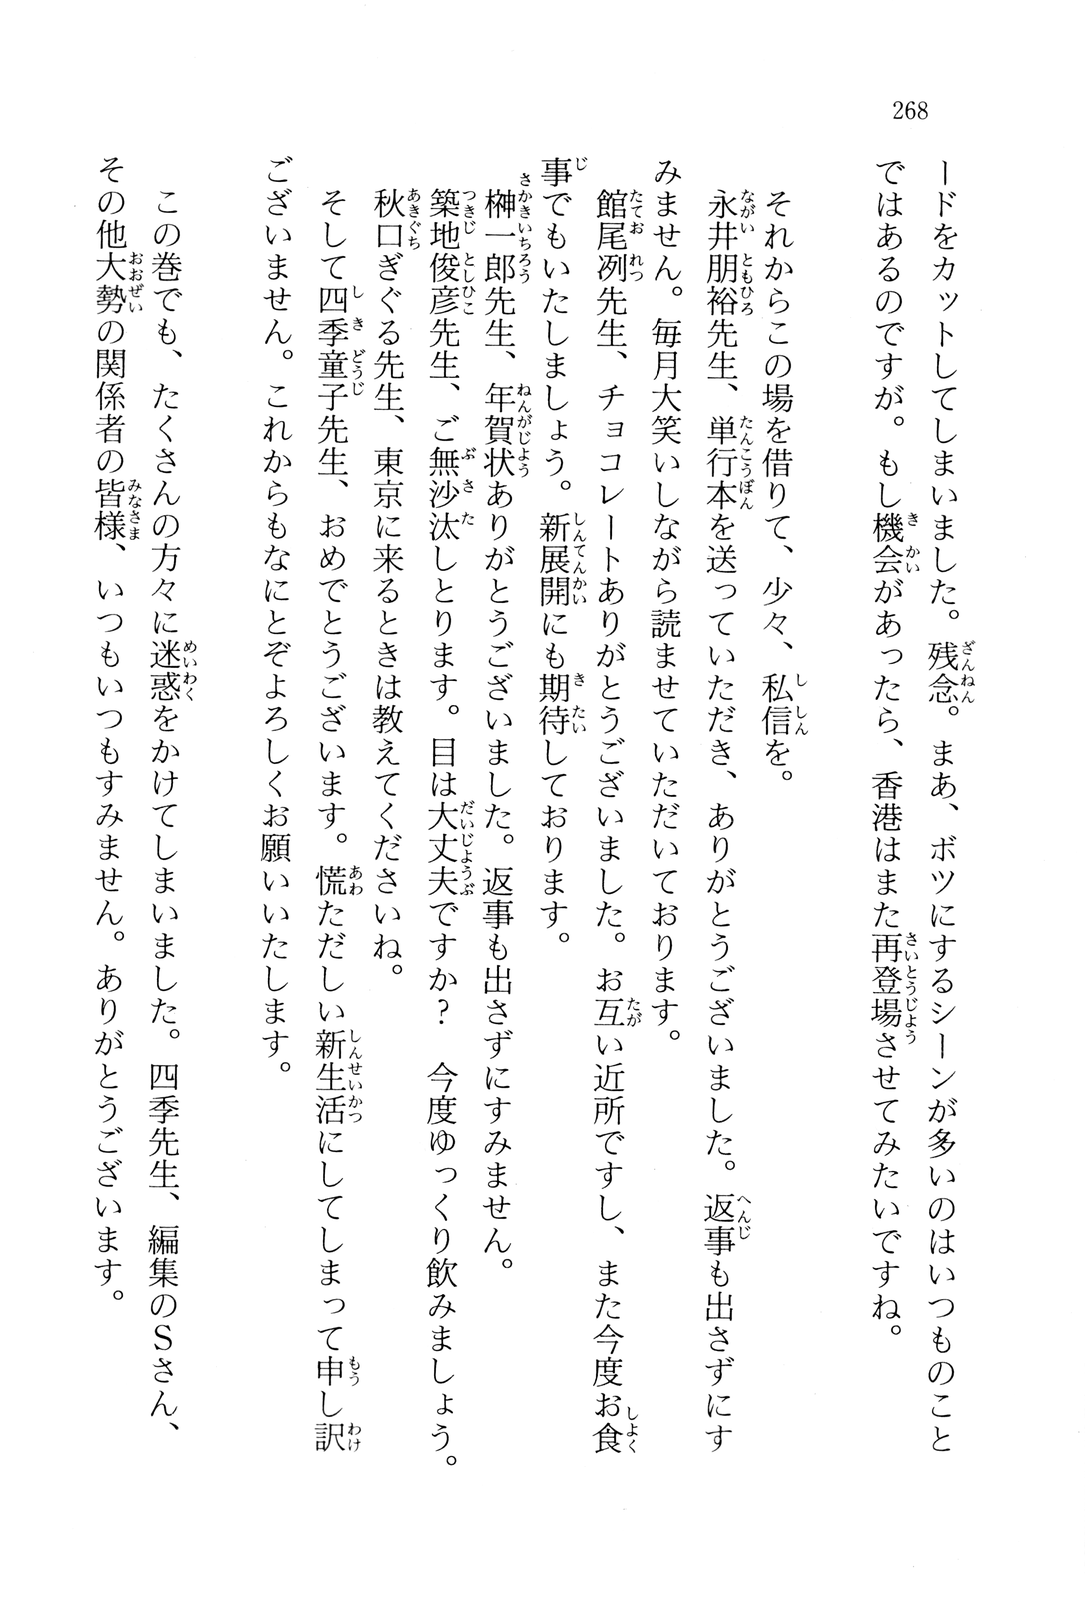 268
ードをカットしてしまいました。残念。まあ、ボツにするシーンが多いのはいつものこと
ではあるのですが。もし機会があったら、香港はまた再登場させてみたいですね。
それからこの場を借りて、少々、私信を。
永井朋裕先生、単行本を送っていただき、ありがとうございました。返事も出さずにす
みません。毎月大笑いしながら読ませていただいております。
館尾冽先生、チョコレートありがとうございました。お互い近所ですし、また今度お食
事でもいたしましょう。新展開にも期待しております。
榊一郎先生、年賀状ありがとうございました。返事も出さずにすみません。
築地俊彦先生、ご無沙汰しとります。目は大丈夫ですか？　今度ゆっくり飲みましょう。
秋口ぎぐる先生、東京に来るときは教えてくださいね。
そして四季童子先生、おめでとうございます。慌ただしい新生活にしてしまって申し訳
ございません。これからもなにとぞよろしくお願いいたします。
この巻でも、たくさんの方々に迷惑をかけてしまいました。四季先生、編集のＳさん、
その他大勢の関係者の皆様、いつもいつもすみません。ありがとうございます。